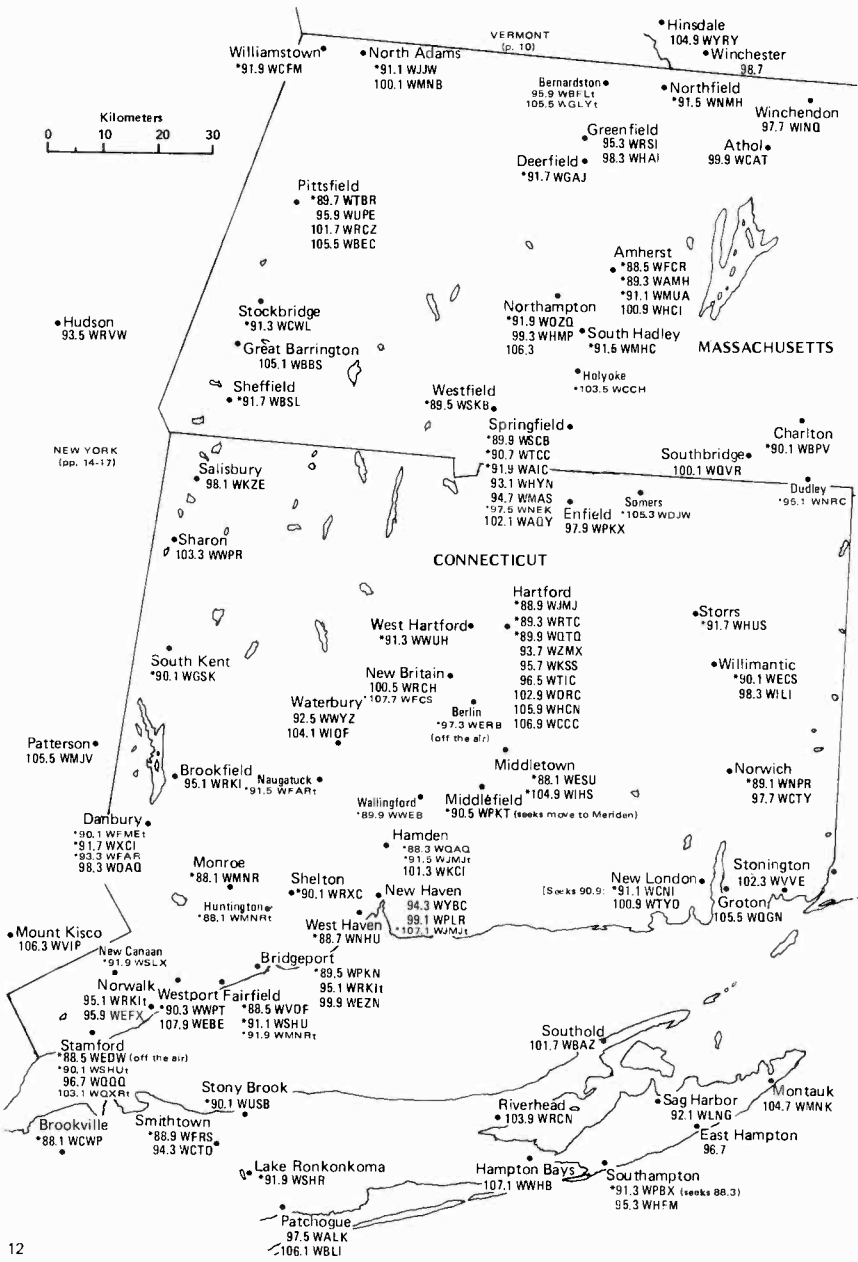 VERMONT
(p. 10)
Hinsdale
104.9 WYRY
Winchester
98.7
Williamstown
*91.9 WCFM
North Adams
*91.1 WJJW
100.1 WMNB
Bernardston
95.9 WBFLt
105.5 WGLYt
Northfield
*91.5 WNMH
Winchendon
97.7 WINQ
Kilometers
0 10 20 30
Greenfield
95.3 WRSI
98.3 WHAI
Athol
99.9 WCAT
Deerfield
*91.7 WGAJ
Pittsfield
*89.7 WTBR
95.9 WUPE
101.7 WRCZ
105.5 WBEC
Amherst
*88.5 WFCR
*89.3 WAMH
*91.1 WMUA
100.9 WHCI
Hudson
93.5 WRVW
Stockbridge
*91.3 WCWL
Northampton
*91.9 WOZQ
99.3 WHMP
106.3
South Hadley
*91.5 WMHC
MASSACHUSETTS
Great Barrington
105.1 WBBS
Holyoke
*103.5 WCCH
Sheffield
*91.7 WBSL
Westfield
*89.5 WSKB
Springfield
*89.9 WSCB
*90.7 WTCC
*91.9 WAIC
93.1 WHYN
94.7 WMAS
*97.5 WNEK
102.1 WAQY
Charlton
*90.1 WBPV
NEW YORK
(pp. 14-17)
Southbridge
100.1 WQVR
Salisbury
98.1 WKZE
Dudley
*95.1 WNRC
Enfield
97.9 WPKX
Somers
*105.3 WDJW
Sharon
103.3 WWPR
CONNECTICUT
Hartford
*88.9 WJMJ
*89.3 WRTC
*89.9 WQTQ
93.7 WZMX
95.7 WKSS
96.5 WTIC
102.9 WDRC
105.9 WHCN
106.9 WCCC
West Hartford
*91.3 WWUH
Storrs
*91.7 WHUS
South Kent
*90.1 WGSK
New Britain
100.5 WRCH
*107.7 WFCS
Willimantic
*90.1 WECS
98.3 WILI
Waterbury
92.5 WWYZ
104.1 WIOF
Berlin
*97.3 WERB
(off the air)
Patterson
105.5 WMJV
Brookfield
95.1 WRKI
Naugatuck
*91.5 WFARt
Middletown
*88.1 WESU
*104.9 WIHS
Norwich
*89.1 WNPR
97.7 WCTY
Wallingford
*89.9 WWEB
Middlefield
*90.5 WPKT (seeks move to Meriden)
Danbury
*90.1 WFMEt
*91.7 WXCI
*93.3 WFAR
98.3 WDAQ
Hamden
*88.3 WQAQ
*91.5 WJMJt
101.3 WKCI
Monroe
*88.1 WMNR
Shelton
*90.1 WRXC
New Haven
94.3 WYBC
99.1 WPLR
*107.1 WJMJt
New London
[Seeks 90.9: *91.1 WCNI
100.9 WTYD
Stonington
102.3 WVVE
Groton
105.5 WQGN
Huntington
*88.1 WMNRt
West Haven
*88.7 WNHU
Mount Kisco
106.3 WVIP
New Canaan
*91.9 WSLX
Bridgeport
*89.5 WPKN
95.1 WRKIt
99.9 WEZN
Norwalk
95.1 WRKIt
95.9 WEFX
Westport
*90.3 WWPT
107.9 WEBE
Fairfield
*88.5 WVOF
*91.1 WSHU
*91.9 WMNRt
Stamford
*88.5 WEDW (off the air)
*90.1 WSHUt
96.7 WQQQ
103.1 WQXRt
Southold
101.7 WBAZ
Stony Brook
*90.1 WUSB
Montauk
104.7 WMNK
Riverhead
103.9 WRCN
Sag Harbor
92.1 WLNG
Brookville
*88.1 WCWP
Smithtown
*88.9 WFRS
94.3 WCTO
East Hampton
96.7
Lake Ronkonkoma
*91.9 WSHR
Hampton Bays
107.1 WWHB
Southampton
*91.3 WPBX (seeks 88.3)
95.3 WHFM
Patchogue
97.5 WALK
106.1 WBLI
12